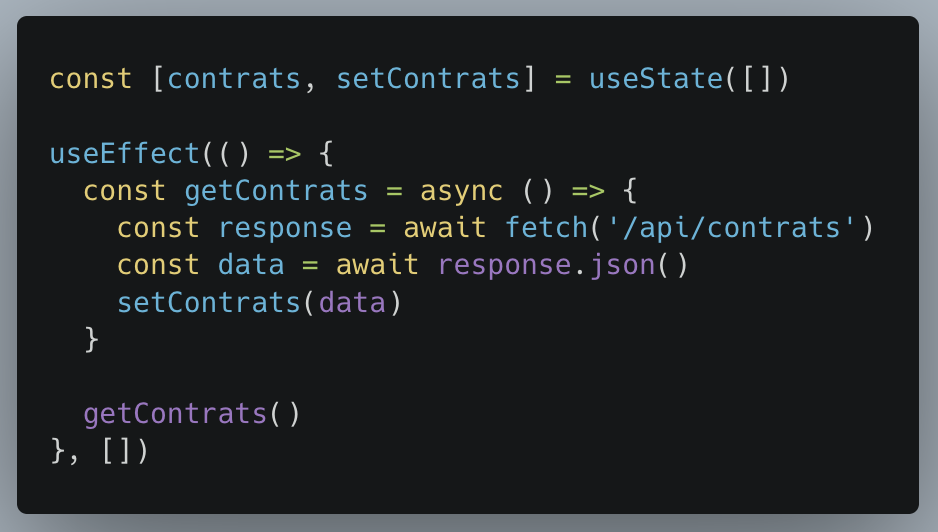 const [contrats, setContrats] = useState([])
useEffect(() => {
const getContrats = async () => {
const response = await fetch('/api/contrats')
const data = await response.json()
setContrats(data)
}
getContrats()
}, [])